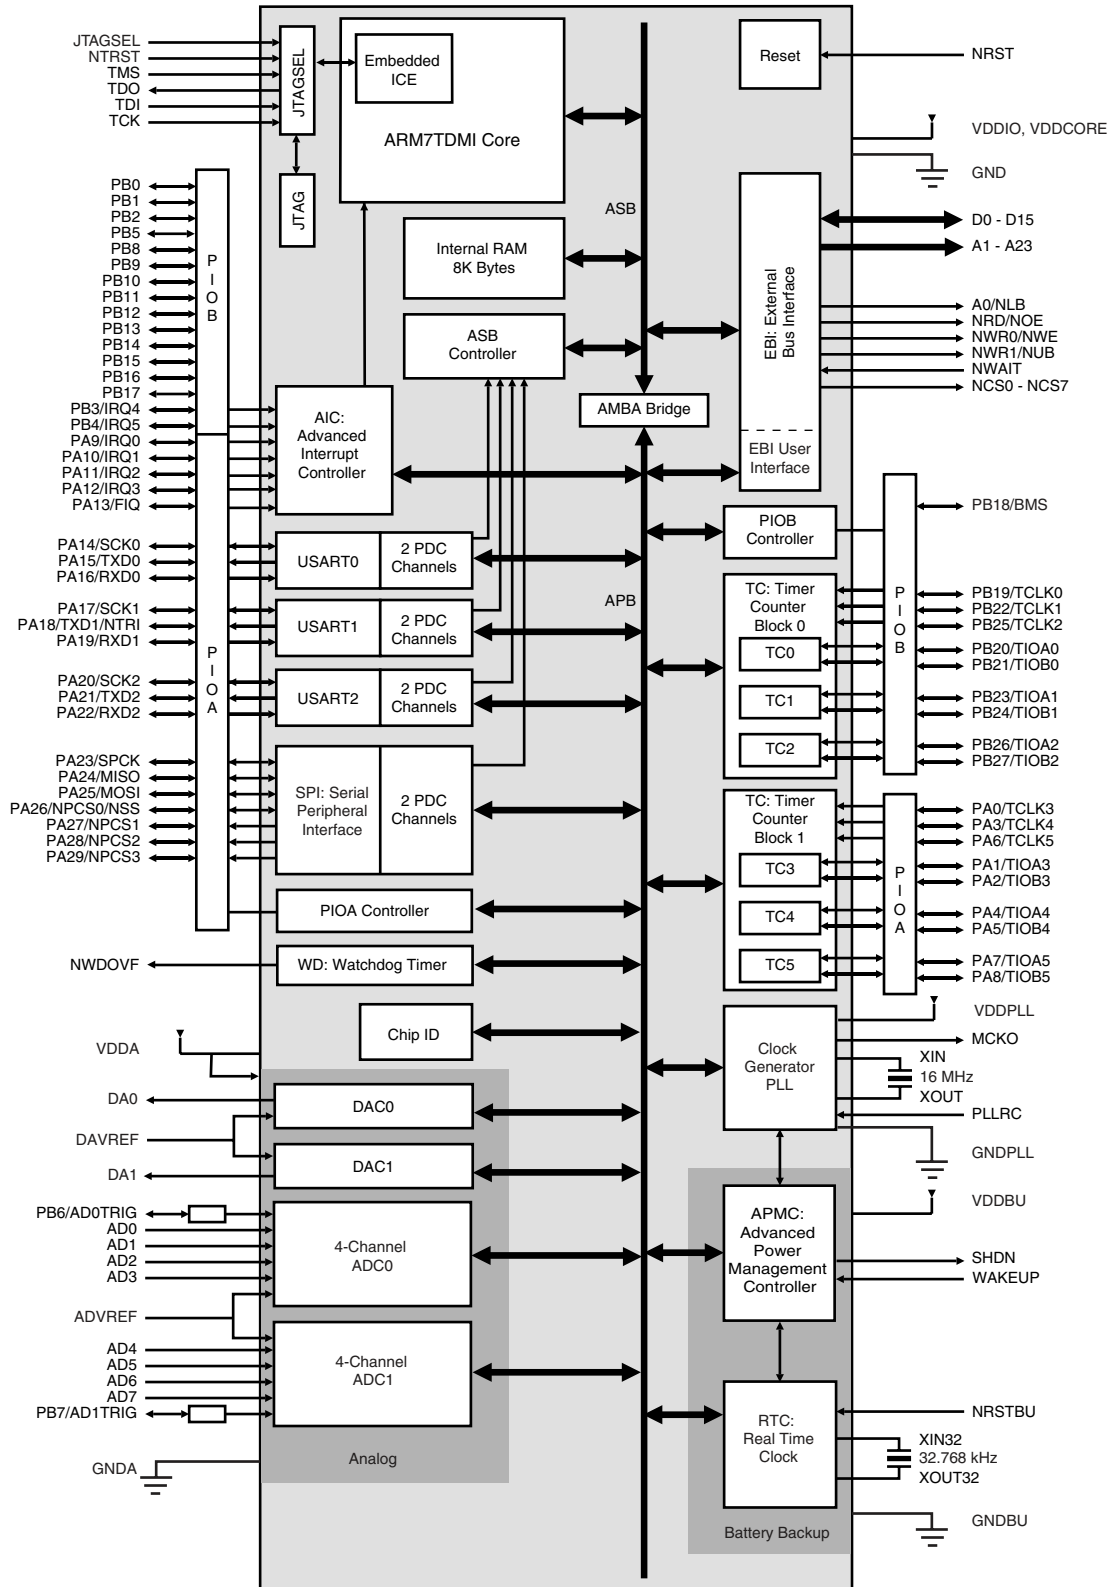 JTAGSEL
NTRST
TMS
TDO
TDI
TCK
JTAGSEL
Embedded
ICE
ARM7TDMI Core
JTAG
Reset
NRST
VDDIO, VDDCORE
GND
PB0
PB1
PB2
PB5
PB8
PB9
PB10
PB11
PB12
PB13
PB14
PB15
PB16
PB17
PB3/IRQ4
PB4/IRQ5
PA9/IRQ0
PA10/IRQ1
PA11/IRQ2
PA12/IRQ3
PA13/FIQ
P
I
O
B
ASB
Internal RAM
8K Bytes
ASB
Controller
AIC:
Advanced
Interrupt
Controller
AMBA Bridge
EBI: External
Bus Interface
EBI User
Interface
D0 - D15
A1 - A23
A0/NLB
NRD/NOE
NWR0/NWE
NWR1/NUB
NWAIT
NCS0 - NCS7
PA14/SCK0
PA15/TXD0
PA16/RXD0
PA17/SCK1
PA18/TXD1/NTRI
PA19/RXD1
PA20/SCK2
PA21/TXD2
PA22/RXD2
PA23/SPCK
PA24/MISO
PA25/MOSI
PA26/NPCS0/NSS
PA27/NPCS1
PA28/NPCS2
PA29/NPCS3
P
I
O
A
USART0
2 PDC
Channels
USART1
2 PDC
Channels
USART2
2 PDC
Channels
SPI: Serial
Peripheral
Interface
2 PDC
Channels
PIOA Controller
APB
PIOB
Controller
TC: Timer
Counter
Block 0
TC0
TC1
TC2
P
I
O
B
PB18/BMS
PB19/TCLK0
PB22/TCLK1
PB25/TCLK2
PB20/TIOA0
PB21/TIOB0
PB23/TIOA1
PB24/TIOB1
PB26/TIOA2
PB27/TIOB2
TC: Timer
Counter
Block 1
TC3
TC4
TC5
P
I
O
A
PA0/TCLK3
PA3/TCLK4
PA6/TCLK5
PA1/TIOA3
PA2/TIOB3
PA4/TIOA4
PA5/TIOB4
PA7/TIOA5
PA8/TIOB5
NWDOVF
WD: Watchdog Timer
Chip ID
VDDA
DA0
DAVREF
DA1
DAC0
DAC1
PB6/AD0TRIG
AD0
AD1
AD2
AD3
4-Channel
ADC0
ADVREF
AD4
AD5
AD6
AD7
PB7/AD1TRIG
4-Channel
ADC1
GNDA
Analog
Clock
Generator
PLL
VDDPLL
MCKO
XIN
16 MHz
XOUT
PLLRC
GNDPLL
APMC:
Advanced
Power
Management
Controller
VDDBU
SHDN
WAKEUP
RTC:
Real Time
Clock
NRSTBU
XIN32
32.768 kHz
XOUT32
Battery Backup
GNDBU